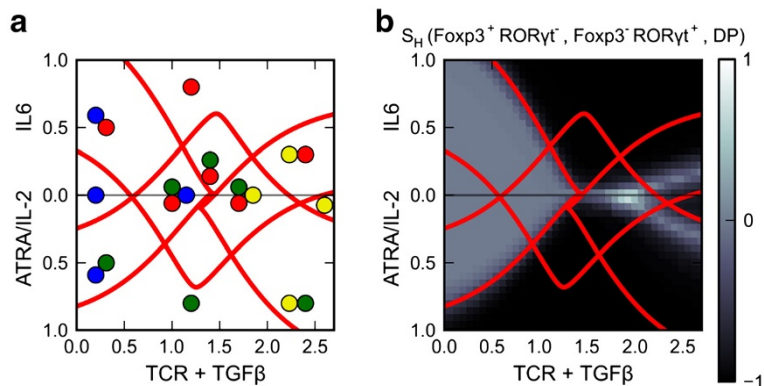 a
b
S_H (Foxp3⁺ RORγt⁻ , Foxp3⁻ RORγt⁺ , DP)
IL6
ATRA/IL-2
1.0
0.5
0.0
0.5
1.0
0.0 0.5 1.0 1.5 2.0 2.5
TCR + TGFβ
IL6
ATRA/IL-2
1.0
0.5
0.0
0.5
1.0
0.0 0.5 1.0 1.5 2.0 2.5
TCR + TGFβ
1
0
−1